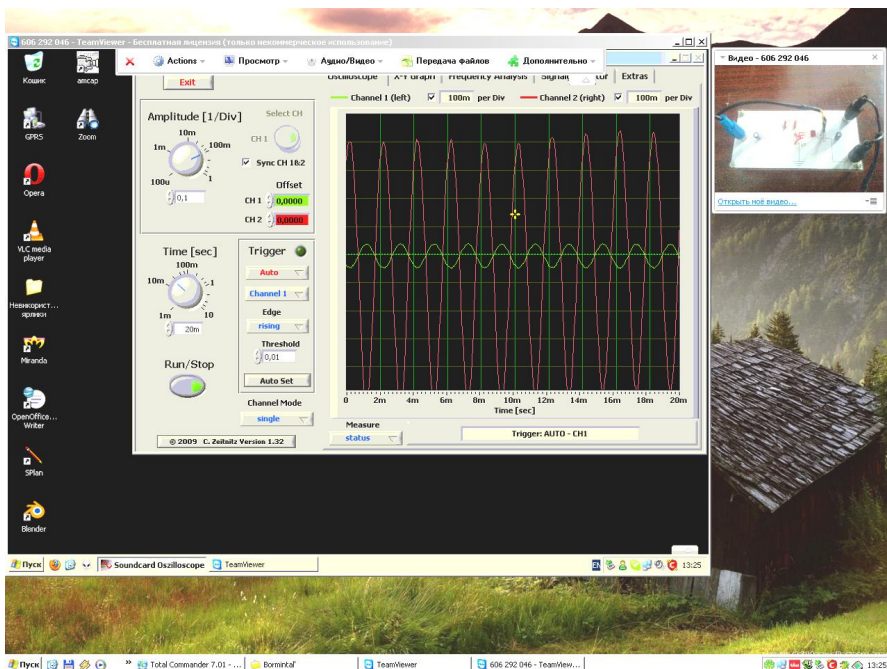 606 292 046 - TeamViewer - Бесплатная лицензия (только некоммерческое использование)
Actions
Просмотр
Аудио/Видео
Передача файлов
Дополнительно
Exit
X-Y Graph
Frequency Analysis
Extras
Channel 1 (left) 100m per Div
Channel 2 (right) 100m per Div
Amplitude [1/Div]
10m
1m
100m
100u
1
0,1
Select CH
CH 1
Sync CH 1&2
Offset
CH 1 0,0000
CH 2 0,0000
Time [sec]
100m
10m
1
1m
10
20m
Run/Stop
Trigger
Auto
Channel 1
Edge
rising
Threshold
0,01
Auto Set
Channel Mode
single
© 2009 C. Zeitnitz Version 1.32
0 2m 4m 6m 8m 10m 12m 14m 16m 18m 20m
Time [sec]
Measure
status
Trigger: AUTO - CH1
Кошик
amcap
GPRS
Zoom
Opera
VLC media
player
Невикорист...
ярлики
Miranda
OpenOffice...
Writer
SPlan
Blender
Видео - 606 292 046
Открыть моё видео...
Пуск
Soundcard Oszilloscope
TeamViewer
EN
13:25
Пуск
Total Commander 7.01 - ...
Bormintal'
TeamViewer
606 292 046 - TeamView...
13:25